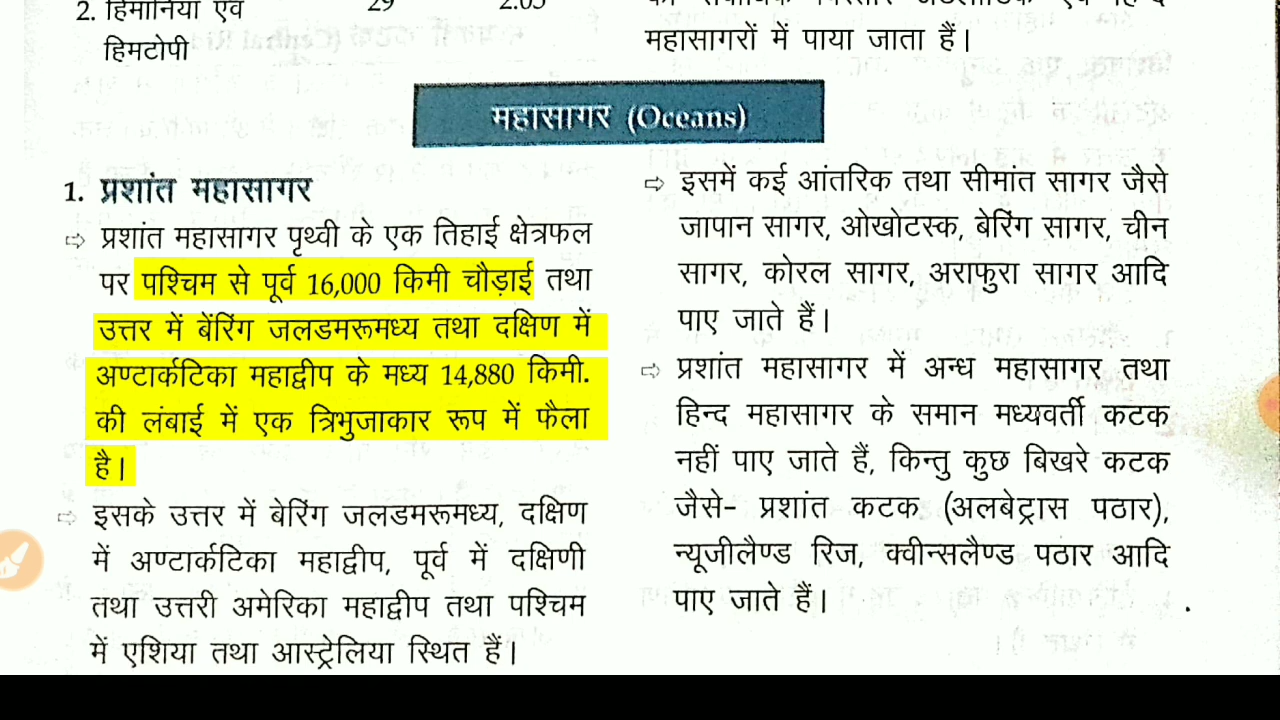 2. हिमानियाँ एवं 29 2.05
हिमटोपी
महासागरों में पाया जाता हैं।
महासागर (Oceans)
1. प्रशांत महासागर
⇨ प्रशांत महासागर पृथ्वी के एक तिहाई क्षेत्रफल
पर पश्चिम से पूर्व 16,000 किमी चौड़ाई तथा
उत्तर में बेंरिंग जलडमरूमध्य तथा दक्षिण में
अण्टार्कटिका महाद्वीप के मध्य 14,880 किमी.
की लंबाई में एक त्रिभुजाकार रूप में फैला
है।
⇨ इसके उत्तर में बेरिंग जलडमरूमध्य, दक्षिण
में अण्टार्कटिका महाद्वीप, पूर्व में दक्षिणी
तथा उत्तरी अमेरिका महाद्वीप तथा पश्चिम
में एशिया तथा आस्ट्रेलिया स्थित हैं।
⇨ इसमें कई आंतरिक तथा सीमांत सागर जैसे
जापान सागर, ओखोटस्क, बेरिंग सागर, चीन
सागर, कोरल सागर, अराफुरा सागर आदि
पाए जाते हैं।
⇨ प्रशांत महासागर में अन्ध महासागर तथा
हिन्द महासागर के समान मध्यवर्ती कटक
नहीं पाए जाते हैं, किन्तु कुछ बिखरे कटक
जैसे- प्रशांत कटक (अलबेट्रास पठार),
न्यूजीलैण्ड रिज, क्वीन्सलैण्ड पठार आदि
पाए जाते हैं।